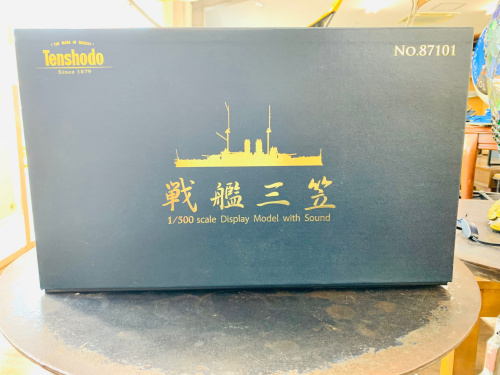 THE MARK OF QUALITY
Tenshodo
Since 1879
NO.87101
戦艦三笠
1/500 scale Display Model with Sound